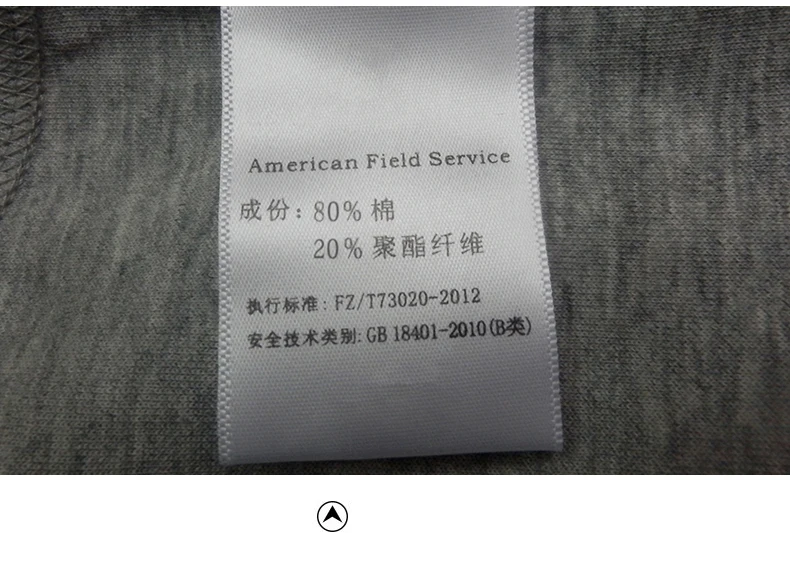 American Field Service
成份: 80% 棉
20% 聚酯纤维
执行标准: FZ/T73020-2012
安全技术类别: GB 18401-2010(B类)